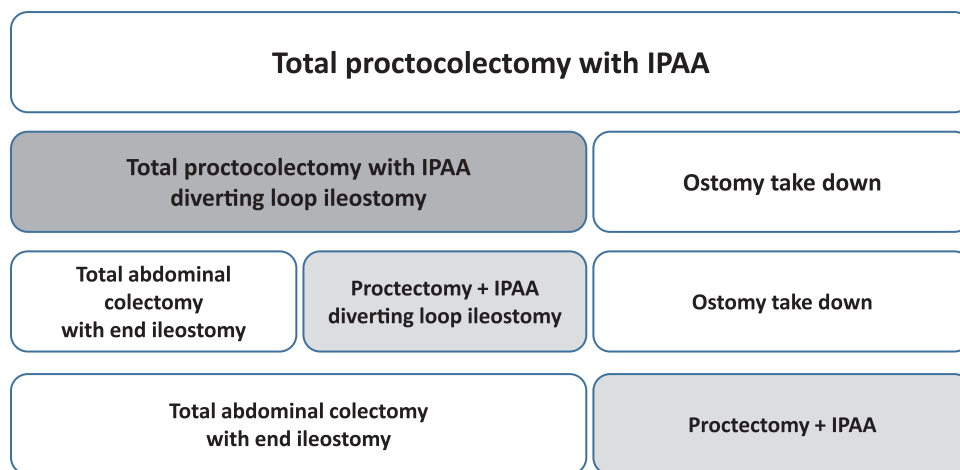 Total proctocolectomy with IPAA
Total proctocolectomy with IPAA
diverting loop ileostomy
Ostomy take down
Total abdominal
colectomy
with end ileostomy
Proctectomy + IPAA
diverting loop ileostomy
Ostomy take down
Total abdominal colectomy
with end ileostomy
Proctectomy + IPAA